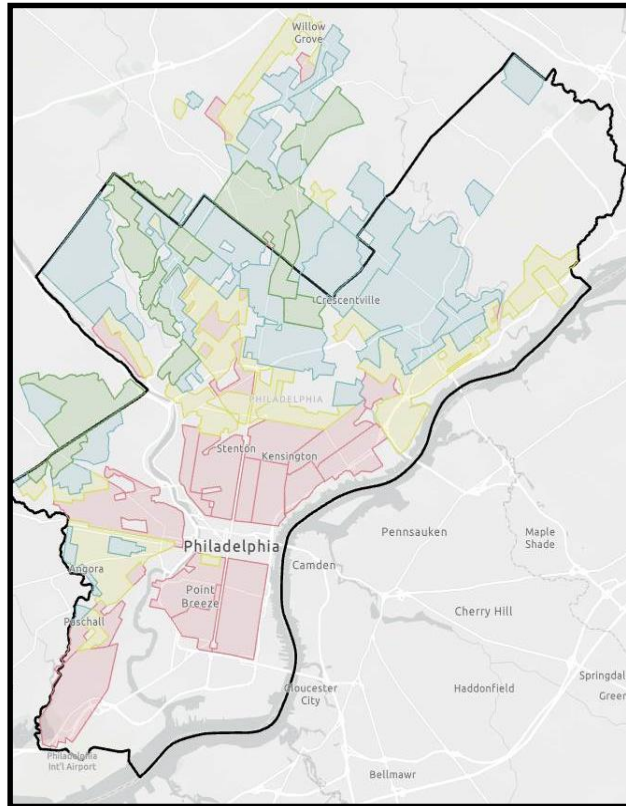 Willow
Grove
Crescentville
PHILADELPHIA
Stenton
Kensington
Philadelphia
Pennsauken
Maple
Shade
Camden
Angora
Point
Breeze
Paschall
Cherry Hill
Springdal
Green
Haddonfield
Gloucester
City
Philadelphia
Int'l Airport
Bellmawr